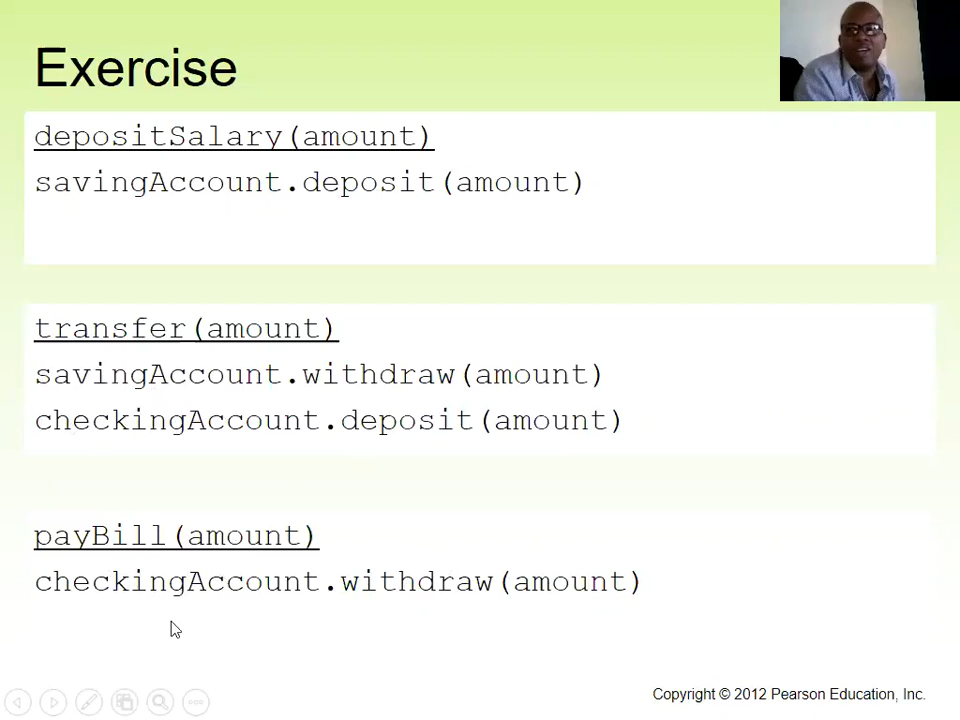 Exercise
depositSalary(amount)
savingAccount.deposit(amount)
transfer(amount)
savingAccount.withdraw(amount)
checkingAccount.deposit(amount)
payBill(amount)
checkingAccount.withdraw(amount)
Copyright © 2012 Pearson Education, Inc.